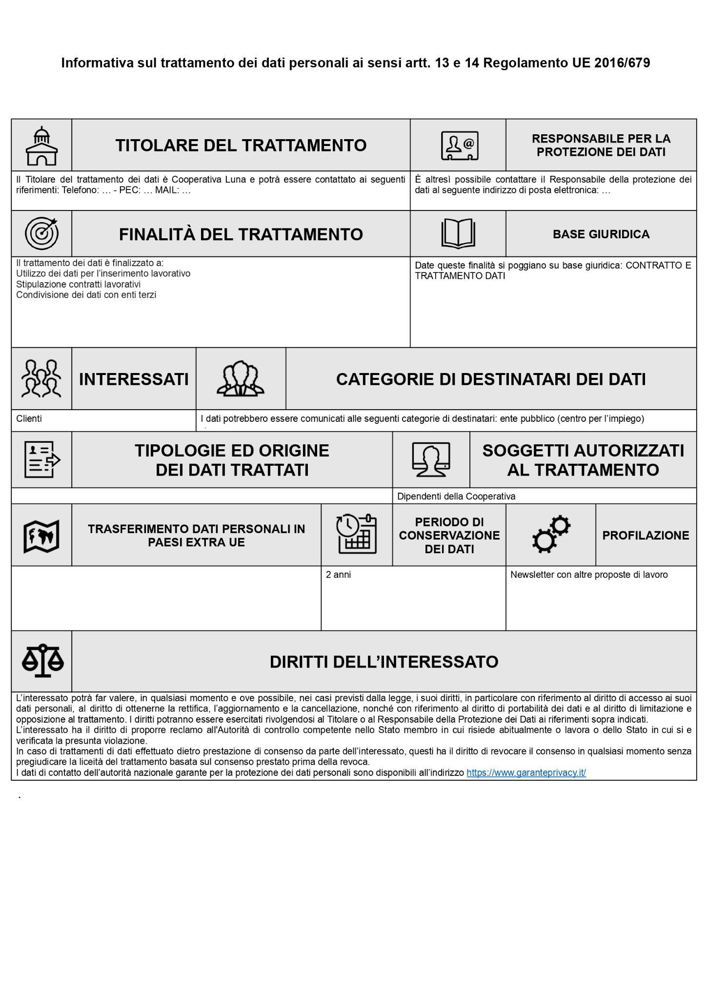 Informativa sul trattamento dei dati personali ai sensi artt. 13 e 14 Regolamento UE 2016/679
TITOLARE DEL TRATTAMENTO
RESPONSABILE PER LA
PROTEZIONE DEI DATI
Il Titolare del trattamento dei dati è Cooperativa Luna e potrà essere contattato ai seguenti
riferimenti: Telefono: … - PEC: … MAIL: …
È altresì possibile contattare il Responsabile della protezione dei
dati al seguente indirizzo di posta elettronica: …
FINALITÀ DEL TRATTAMENTO
BASE GIURIDICA
Il trattamento dei dati è finalizzato a:
Utilizzo dei dati per l’inserimento lavorativo
Stipulazione contratti lavorativi
Condivisione dei dati con enti terzi
Date queste finalità si poggiano su base giuridica: CONTRATTO E
TRATTAMENTO DATI
INTERESSATI
CATEGORIE DI DESTINATARI DEI DATI
Clienti
I dati potrebbero essere comunicati alle seguenti categorie di destinatari: ente pubblico (centro per l’impiego)
.
TIPOLOGIE ED ORIGINE
DEI DATI TRATTATI
SOGGETTI AUTORIZZATI
AL TRATTAMENTO
Dipendenti della Cooperativa
TRASFERIMENTO DATI PERSONALI IN
PAESI EXTRA UE
PERIODO DI
CONSERVAZIONE
DEI DATI
PROFILAZIONE
2 anni
Newsletter con altre proposte di lavoro
DIRITTI DELL’INTERESSATO
L’interessato potrà far valere, in qualsiasi momento e ove possibile, nei casi previsti dalla legge, i suoi diritti, in particolare con riferimento al diritto di accesso ai suoi
dati personali, al diritto di ottenerne la rettifica, l’aggiornamento e la cancellazione, nonché con riferimento al diritto di portabilità dei dati e al diritto di limitazione e
opposizione al trattamento. I diritti potranno essere esercitati rivolgendosi al Titolare o al Responsabile della Protezione dei Dati ai riferimenti sopra indicati.
L’interessato ha il diritto di proporre reclamo all'Autorità di controllo competente nello Stato membro in cui risiede abitualmente o lavora o dello Stato in cui si e
verificata la presunta violazione.
In caso di trattamenti di dati effettuato dietro prestazione di consenso da parte dell’interessato, questi ha il diritto di revocare il consenso in qualsiasi momento senza
pregiudicare la liceità del trattamento basata sul consenso prestato prima della revoca.
I dati di contatto dell’autorità nazionale garante per la protezione dei dati personali sono disponibili all’indirizzo https://www.garanteprivacy.it/
.